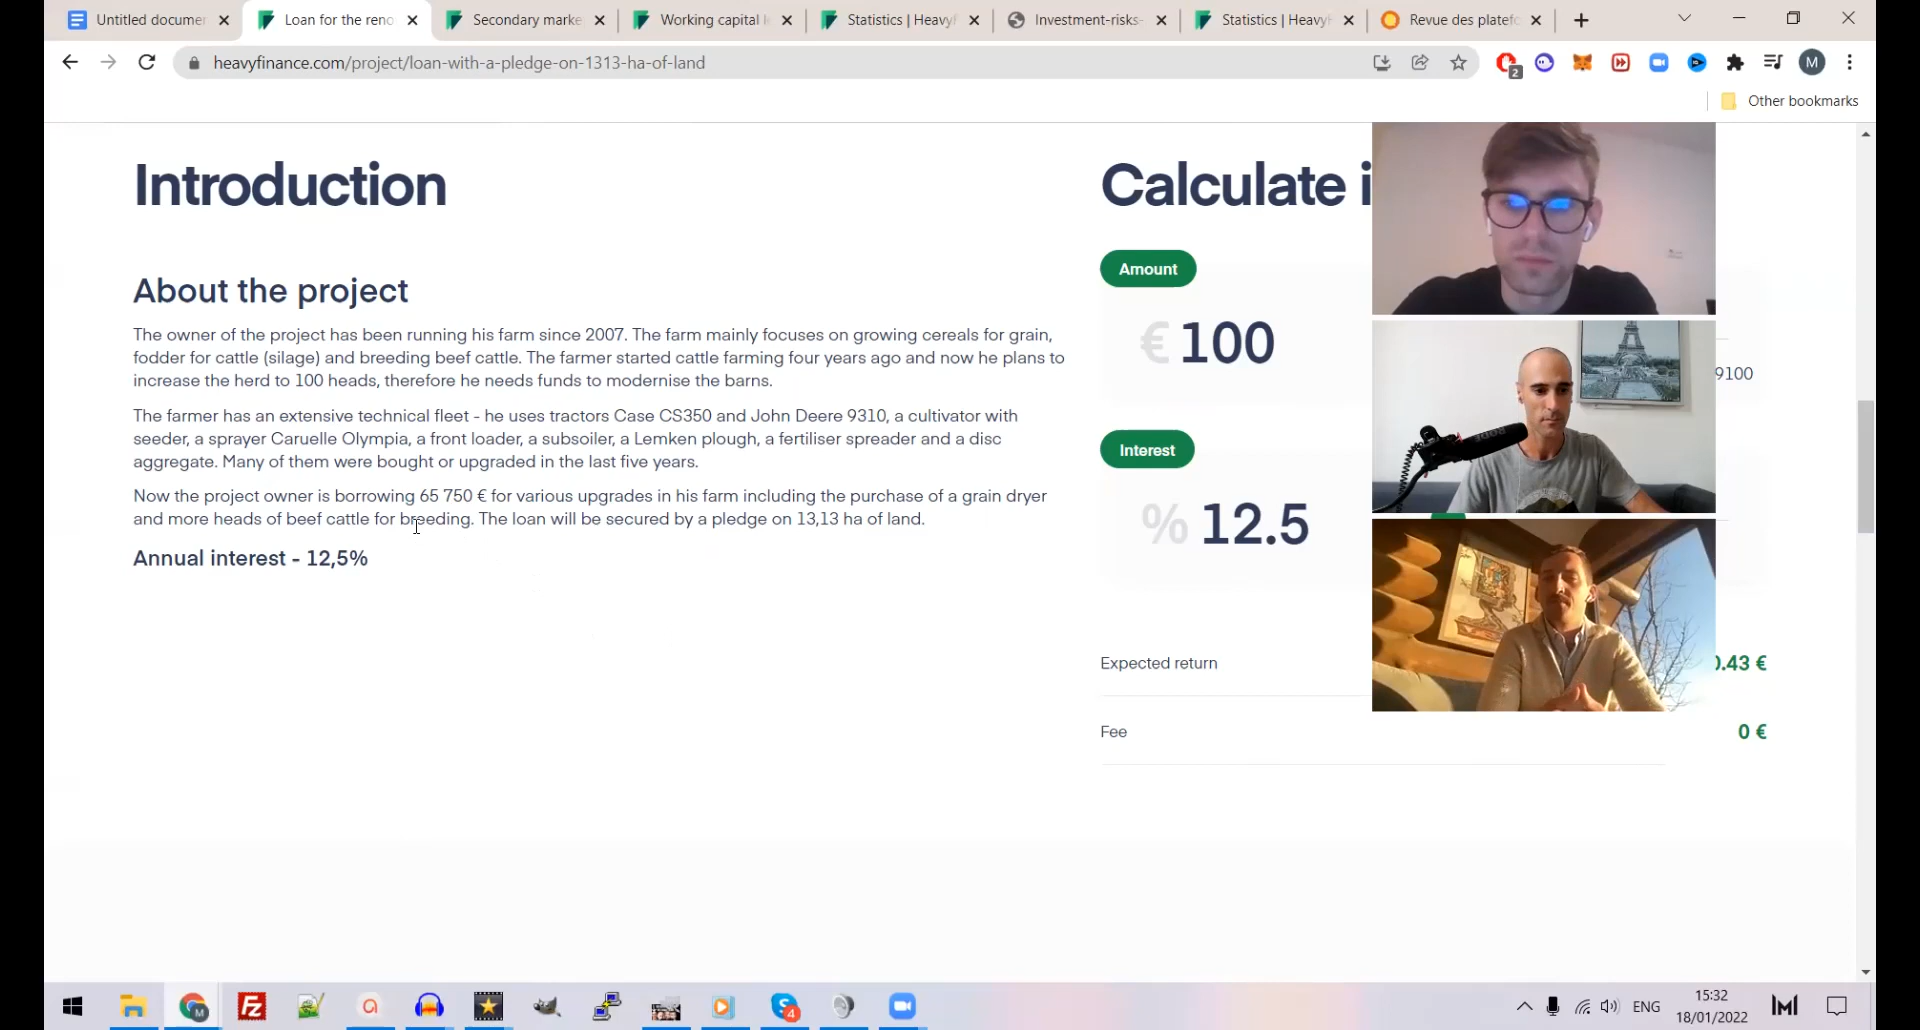 Untitled documen
Loan for the reno
Secondary marke
Working capital l
Statistics | HeavyF
Investment-risks-
Statistics | HeavyF
Revue des platefo
heavyfinance.com/project/loan-with-a-pledge-on-1313-ha-of-land
2
M
Other bookmarks
Introduction
About the project
The owner of the project has been running his farm since 2007. The farm mainly focuses on growing cereals for grain,
fodder for cattle (silage) and breeding beef cattle. The farmer started cattle farming four years ago and now he plans to
increase the herd to 100 heads, therefore he needs funds to modernise the barns.
The farmer has an extensive technical fleet - he uses tractors Case CS350 and John Deere 9310, a cultivator with
seeder, a sprayer Caruelle Olympia, a front loader, a subsoiler, a Lemken plough, a fertiliser spreader and a disc
aggregate. Many of them were bought or upgraded in the last five years.
Now the project owner is borrowing 65 750 € for various upgrades in his farm including the purchase of a grain dryer
and more heads of beef cattle for breeding. The loan will be secured by a pledge on 13,13 ha of land.
Annual interest - 12,5%
Calculate i
Amount
€ 100
9100
Interest
% 12.5
Expected return
0.43 €
Fee
0 €
RODE
M
4
ENG
15:32
18/01/2022